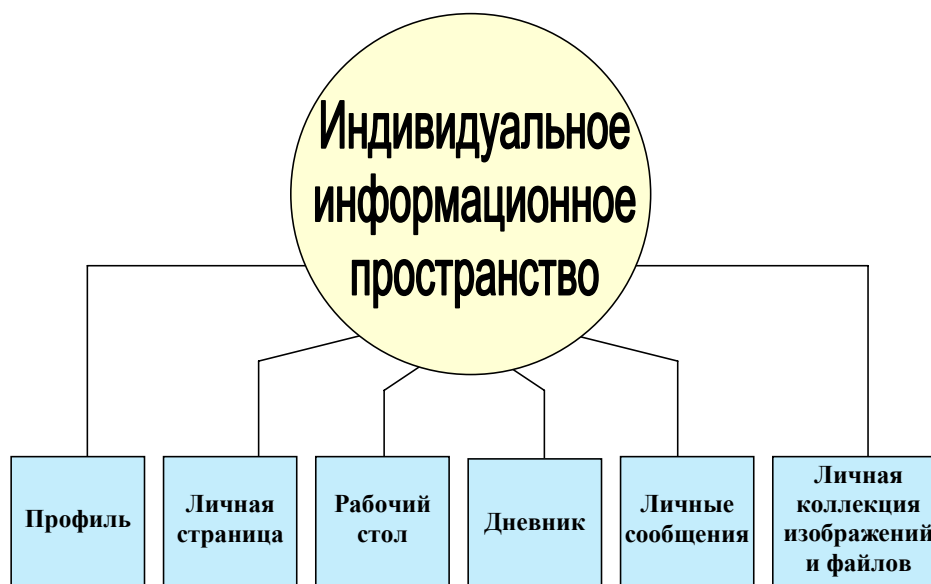 Индивидуальное
информационное
пространство
Профиль
Личная
страница
Рабочий
стол
Дневник
Личные
сообщения
Личная
коллекция
изображений
и файлов